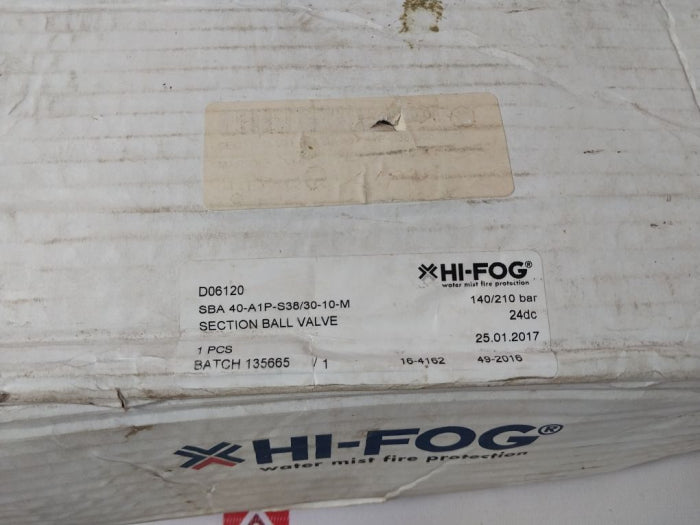 HI-FOG®
water mist fire protection
D06120
SBA 40-A1P-S38/30-10-M 140/210 bar
SECTION BALL VALVE 24dc
25.01.2017
1 PCS
BATCH 135665 / 1 16-4162 49-2016
HI-FOG®
water mist fire protection